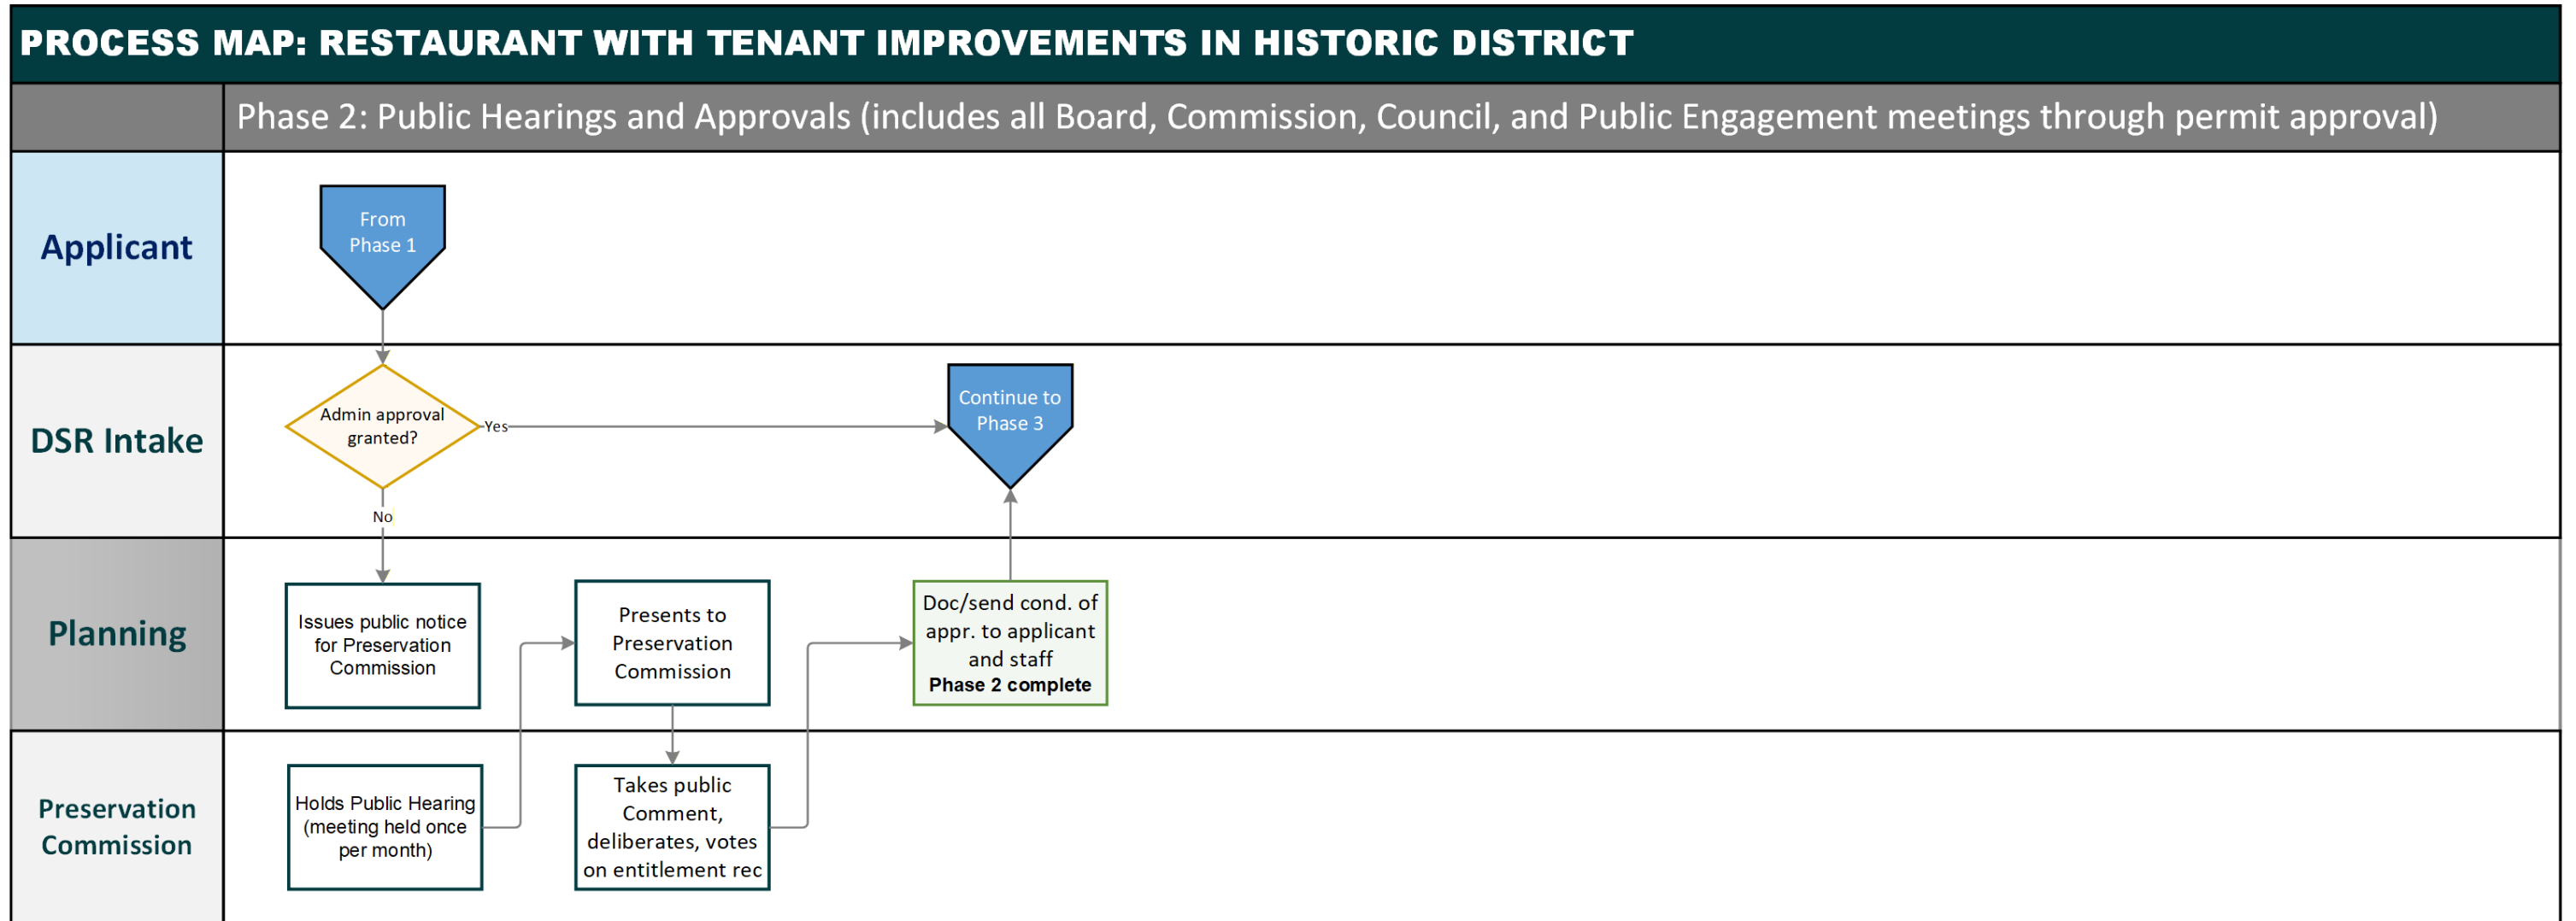 PROCESS MAP: RESTAURANT WITH TENANT IMPROVEMENTS IN HISTORIC DISTRICT
Phase 2: Public Hearings and Approvals (includes all Board, Commission, Council, and Public Engagement meetings through permit approval)
Applicant
From
Phase 1
DSR Intake
Admin approval
granted?
Yes
Continue to
Phase 3
No
Planning
Issues public notice
for Preservation
Commission
Presents to
Preservation
Commission
Doc/send cond. of
appr. to applicant
and staff
Phase 2 complete
Preservation
Commission
Holds Public Hearing
(meeting held once
per month)
Takes public
Comment,
deliberates, votes
on entitlement rec